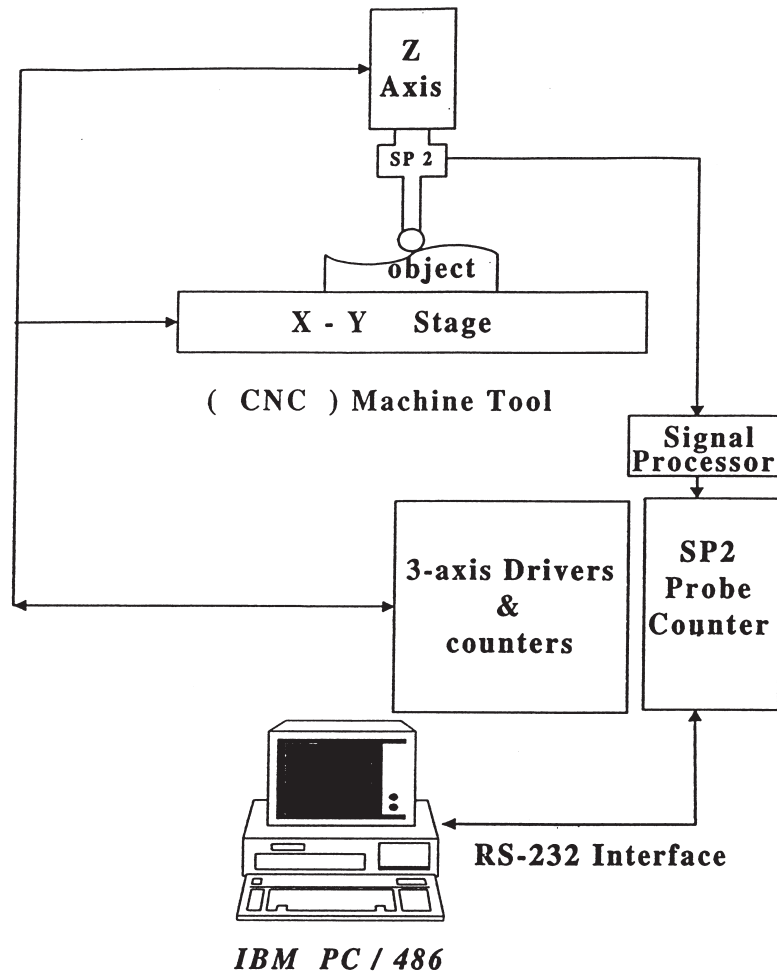 Z
Axis
SP 2
object
X - Y Stage
( CNC ) Machine Tool
Signal
Processor
3-axis Drivers
&
counters
SP2
Probe
Counter
RS-232 Interface
IBM PC / 486